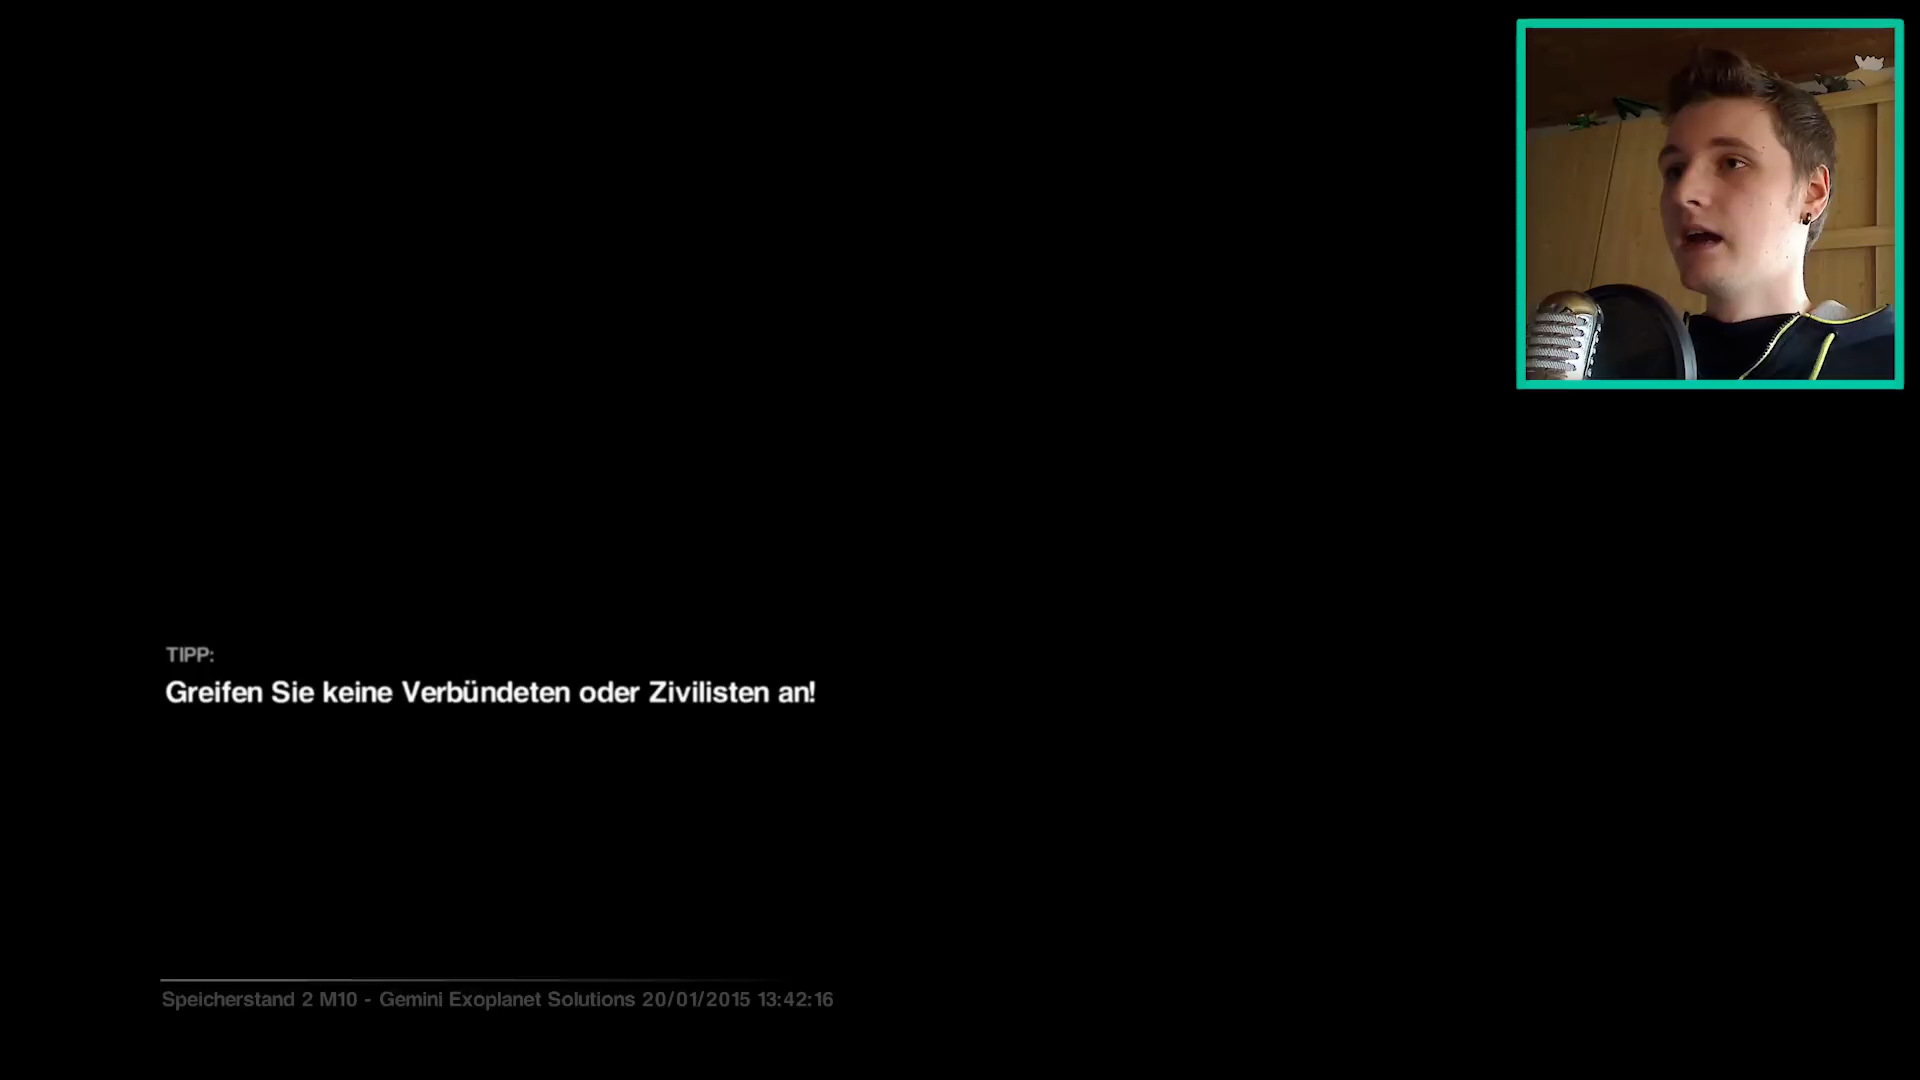 TIPP:
Greifen Sie keine Verbündeten oder Zivilisten an!
Speicherstand 2 M10 - Gemini Exoplanet Solutions 20/01/2015 13:42:16